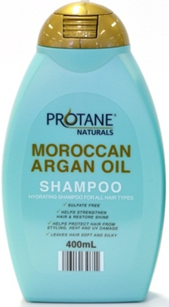 PROTANE
NATURALS
MOROCCAN
ARGAN OIL
SHAMPOO
HYDRATING SHAMPOO FOR ALL HAIR TYPES
SULFATE FREE
HELPS STRENGTHEN
HAIR & RESTORE SHINE
HELPS PROTECT HAIR FROM
STYLING, HEAT AND UV DAMAGE
LEAVES HAIR SOFT AND SILKY
400mL